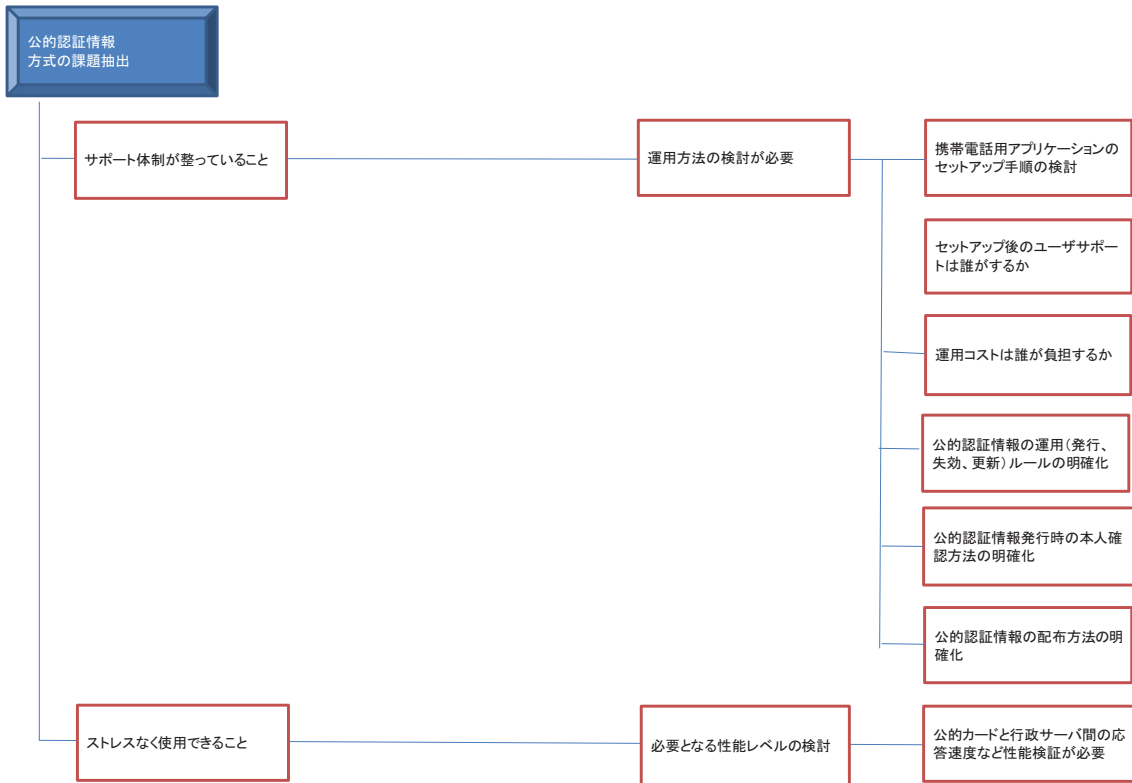 公的認証情報
方式の課題抽出
サポート体制が整っていること
運用方法の検討が必要
携帯電話用アプリケーションの
セットアップ手順の検討
セットアップ後のユーザサポー
トは誰がするか
運用コストは誰が負担するか
公的認証情報の運用（発行、
失効、更新）ルールの明確化
公的認証情報発行時の本人確
認方法の明確化
公的認証情報の配布方法の明
確化
ストレスなく使用できること
必要となる性能レベルの検討
公的カードと行政サーバ間の応
答速度など性能検証が必要